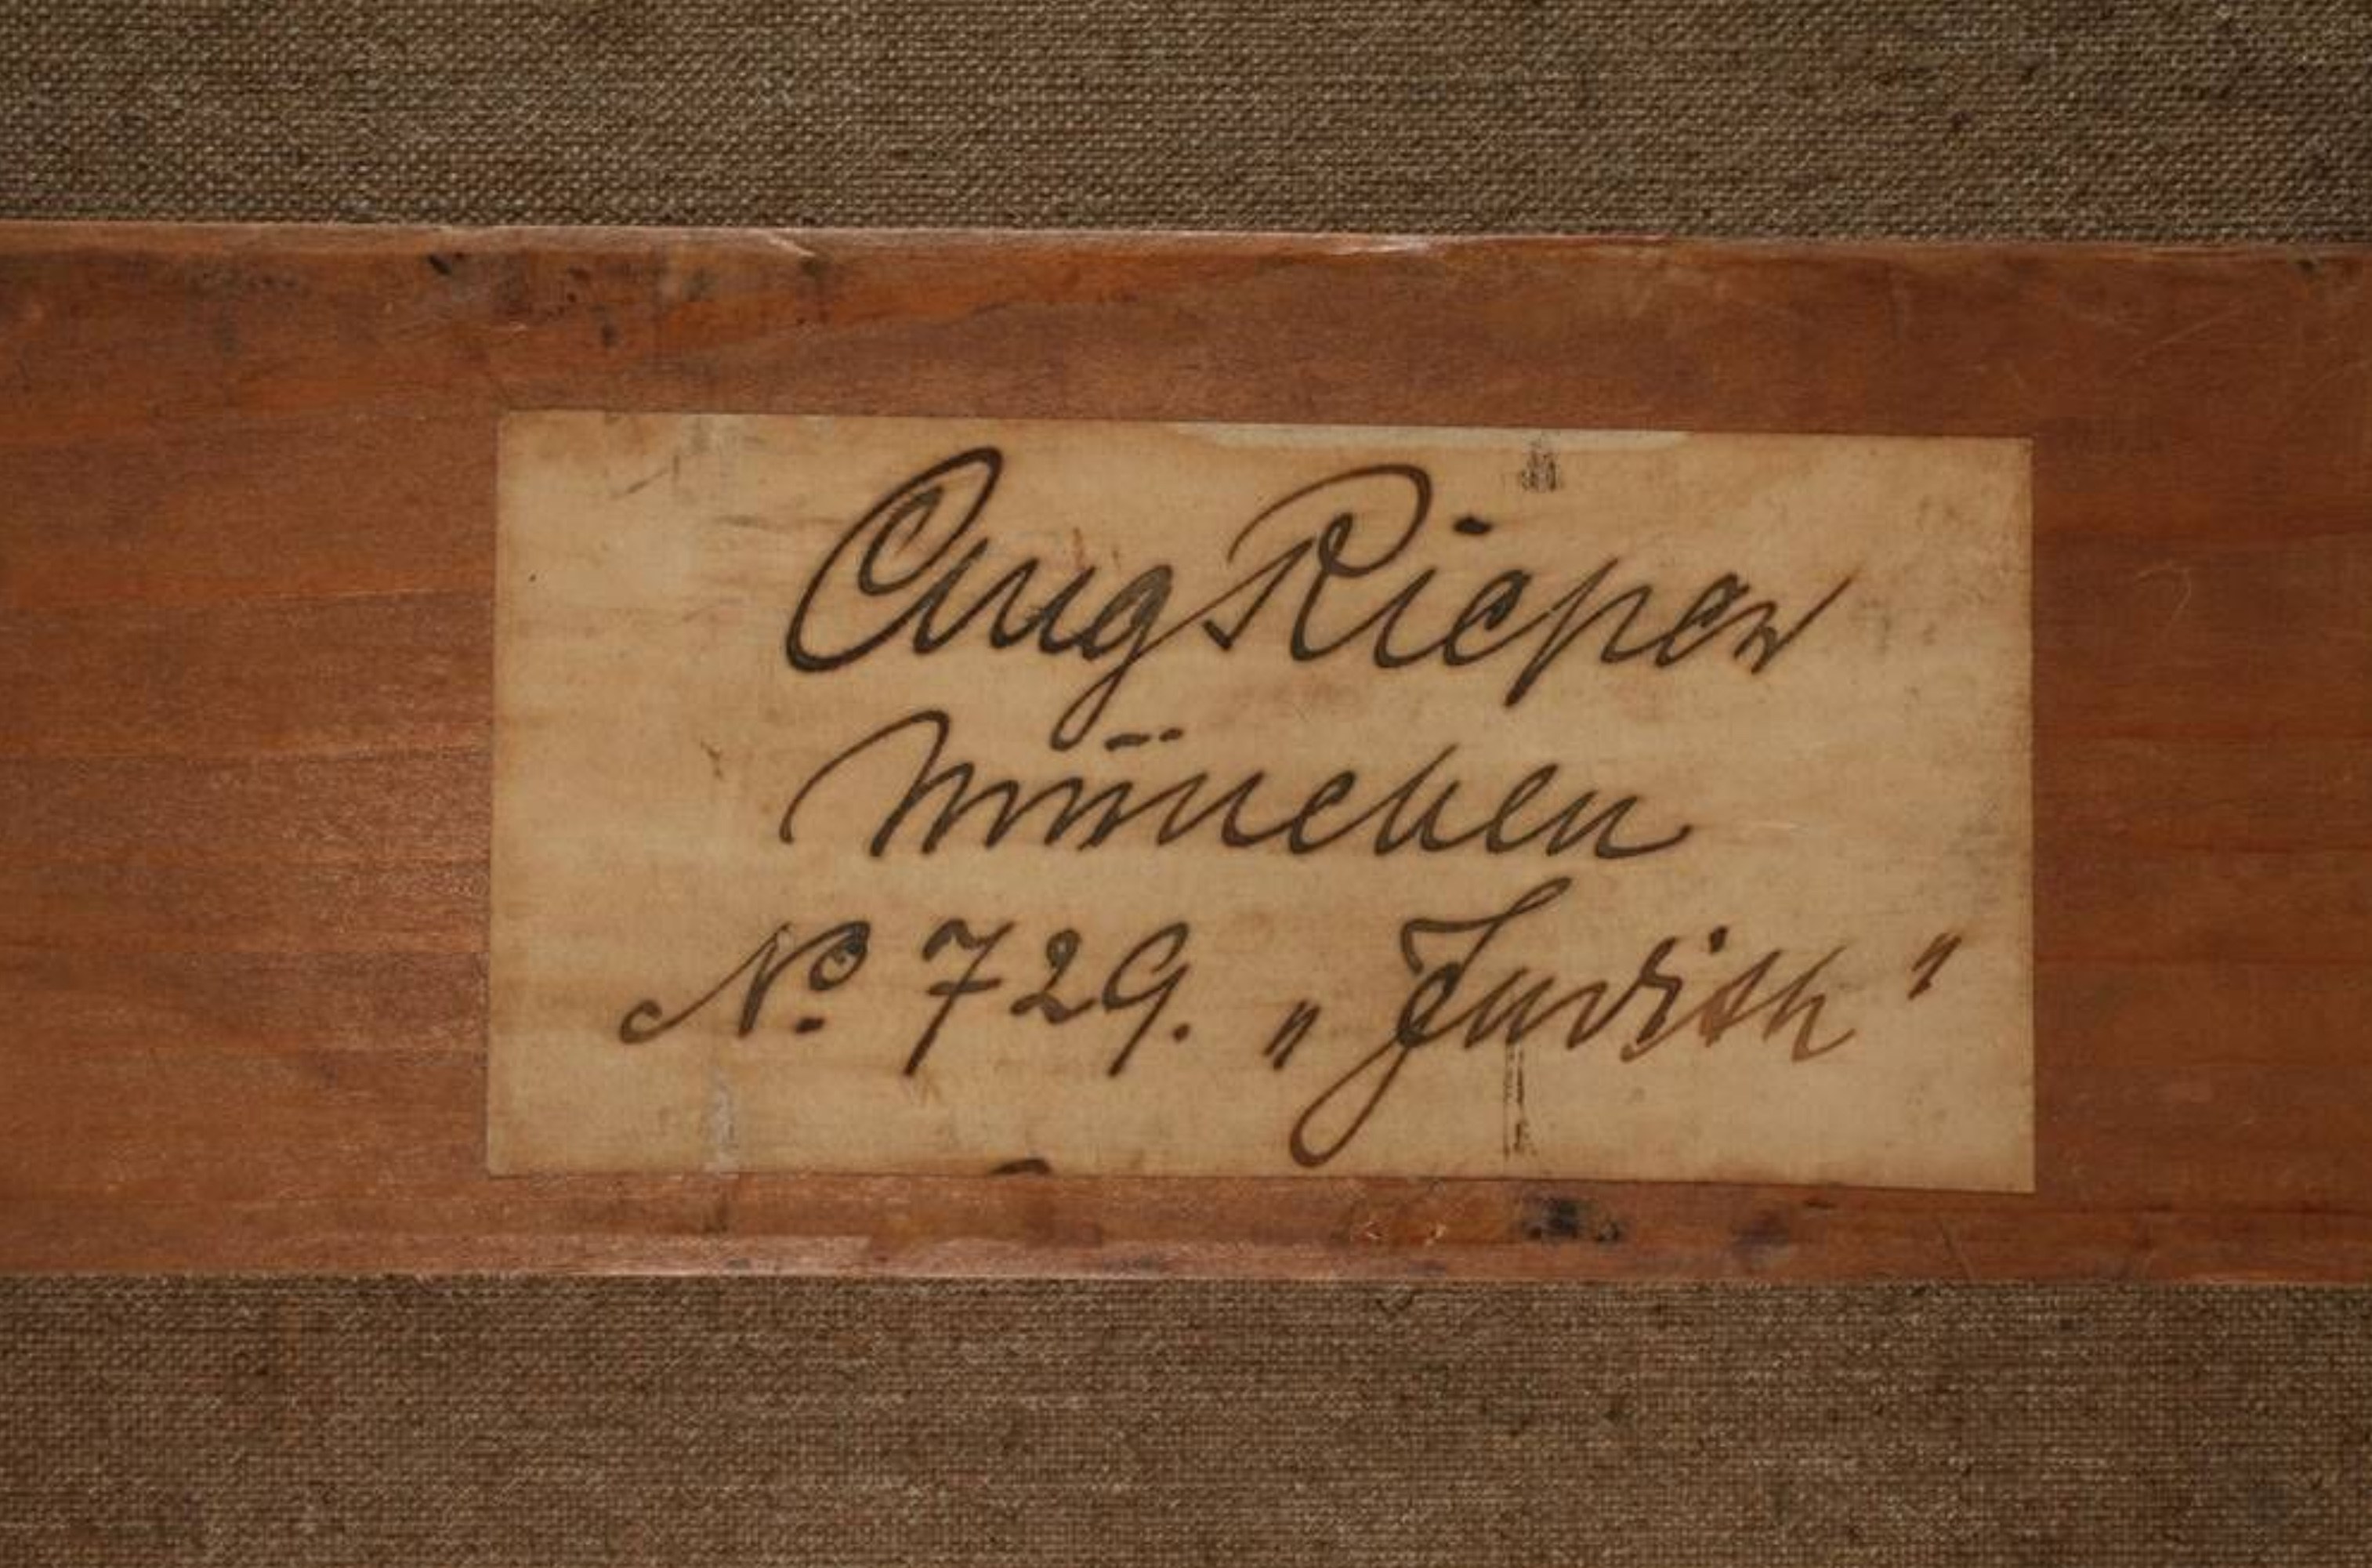 Aug Rieper
München
No. 729. „Judith"